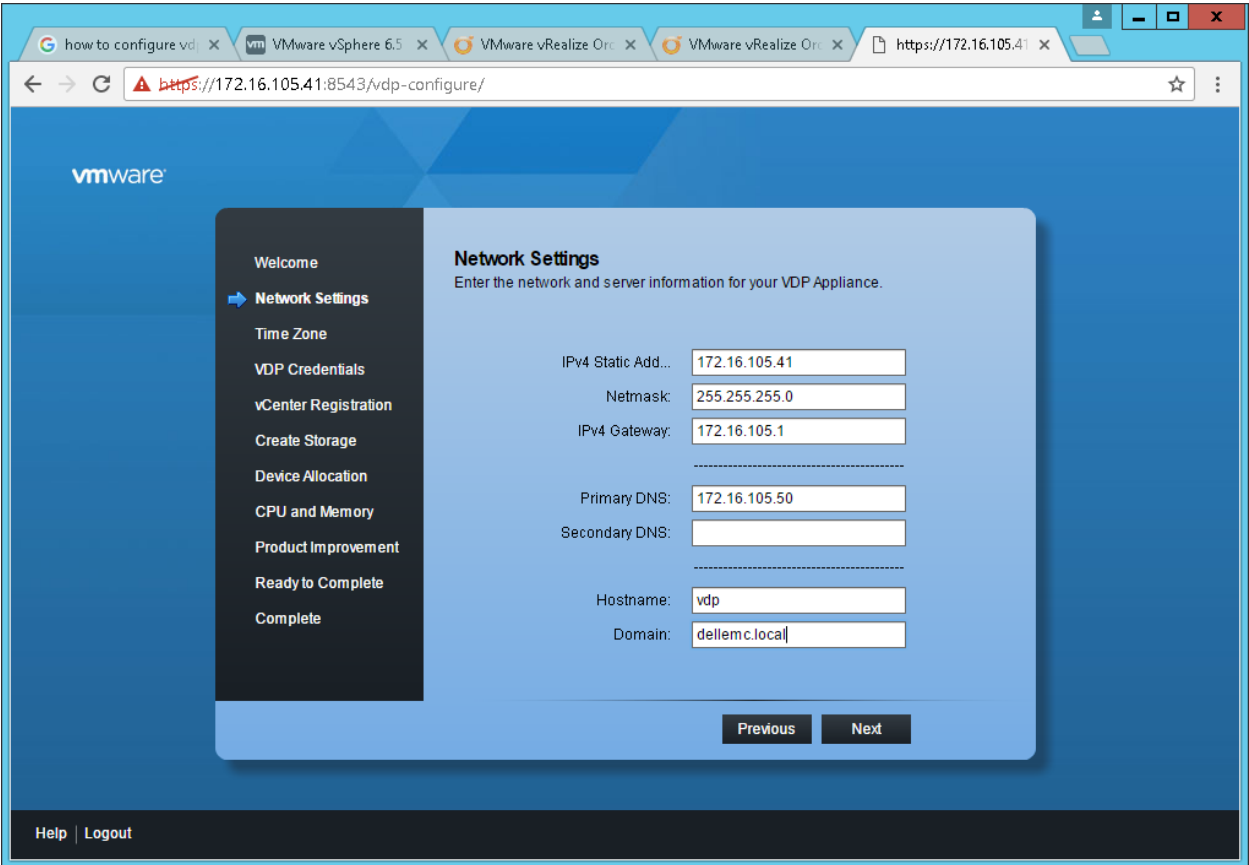 how to configure vd
VMware vSphere 6.5
VMware vRealize Orc
VMware vRealize Orc
https://172.16.105.41
https://172.16.105.41:8543/vdp-configure/
vmware
Welcome
Network Settings
Time Zone
VDP Credentials
vCenter Registration
Create Storage
Device Allocation
CPU and Memory
Product Improvement
Ready to Complete
Complete
Network Settings
Enter the network and server information for your VDP Appliance.
IPv4 Static Add... 172.16.105.41
Netmask: 255.255.255.0
IPv4 Gateway: 172.16.105.1
--------------------------------------------
Primary DNS: 172.16.105.50
Secondary DNS:
--------------------------------------------
Hostname: vdp
Domain: dellemc.local
Previous Next
Help | Logout